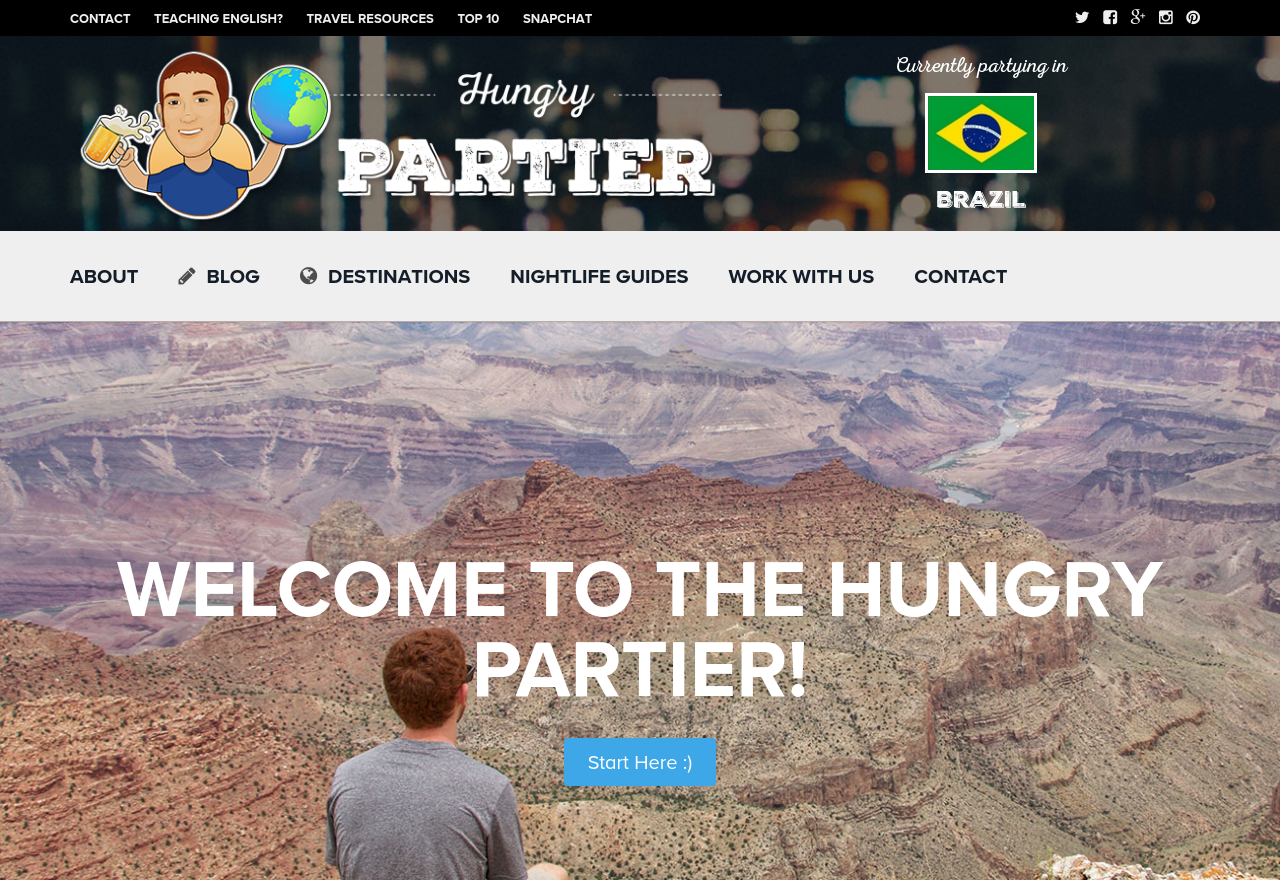 CONTACT TEACHING ENGLISH? TRAVEL RESOURCES TOP 10 SNAPCHAT
Currently partying in
Hungry
PARTIER
BRAZIL
ABOUT BLOG DESTINATIONS NIGHTLIFE GUIDES WORK WITH US CONTACT
WELCOME TO THE HUNGRY
PARTIER!
Start Here :)